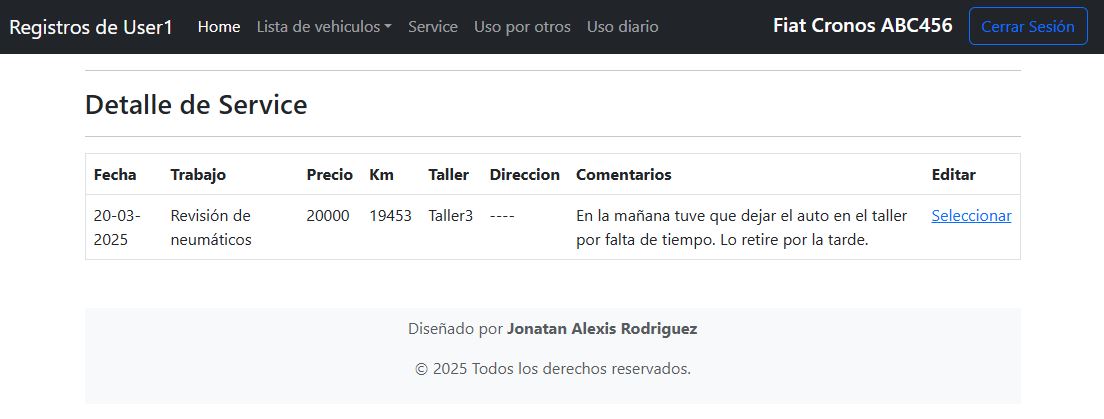 Registros de User1 Home Lista de vehiculos Service Uso por otros Uso diario Fiat Cronos ABC456 Cerrar Sesión
Detalle de Service
Fecha Trabajo Precio Km Taller Direccion Comentarios Editar
20-03- Revisión de 20000 19453 Taller3 ---- En la mañana tuve que dejar el auto en el taller Seleccionar
2025 neumáticos por falta de tiempo. Lo retire por la tarde.
Diseñado por Jonatan Alexis Rodriguez
© 2025 Todos los derechos reservados.